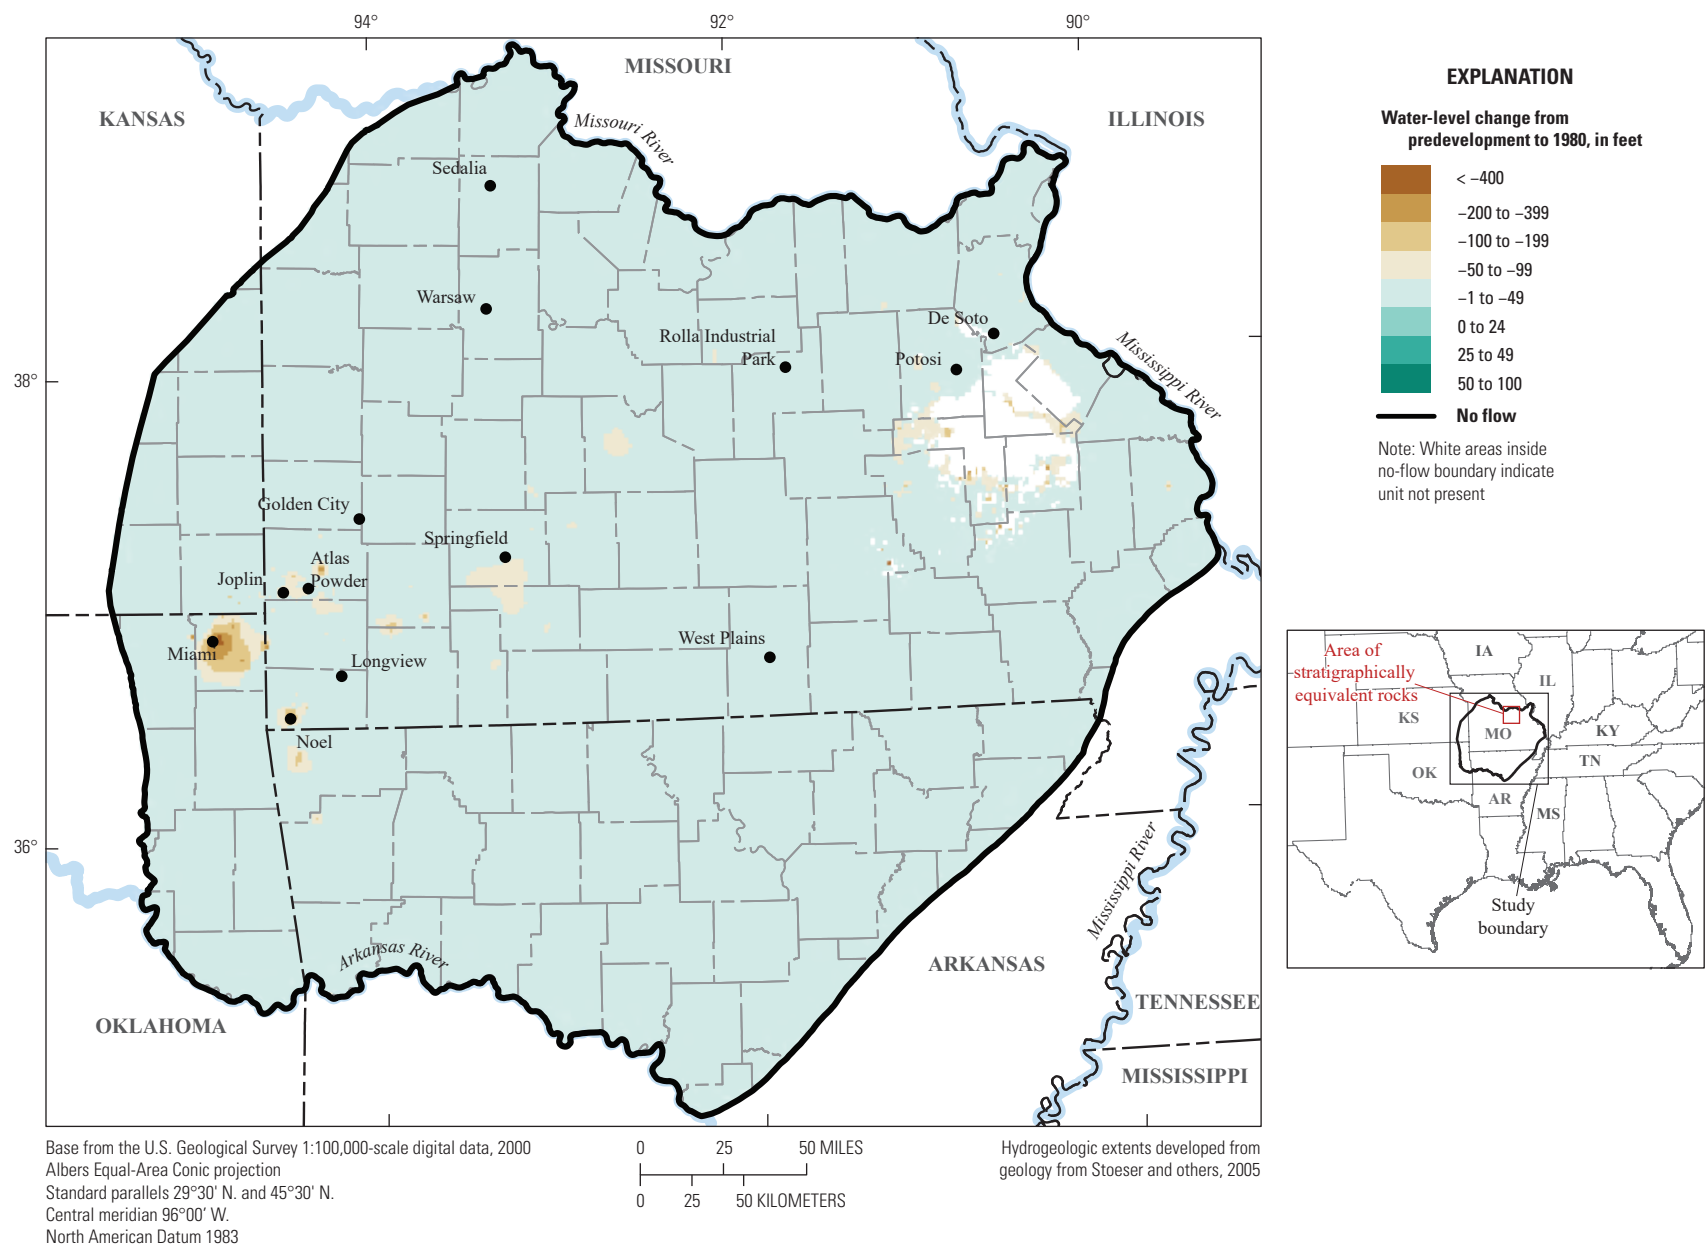 94°
92°
90°
MISSOURI
KANSAS
ILLINOIS
Missouri River
Sedalia
Warsaw
De Soto
Rolla Industrial
Park
Potosi
Mississippi River
38°
Golden City
Springfield
Atlas
Powder
Joplin
Miami
West Plains
Longview
Noel
36°
Mississippi River
Arkansas River
ARKANSAS
OKLAHOMA
TENNESSEE
MISSISSIPPI
EXPLANATION
Water-level change from
predevelopment to 1980, in feet
< −400
−200 to −399
−100 to −199
−50 to −99
−1 to −49
0 to 24
25 to 49
50 to 100
No flow
Note: White areas inside
no-flow boundary indicate
unit not present
Area of
stratigraphically
equivalent rocks
IA
IL
KS
MO
KY
OK
TN
AR
MS
Study
boundary
Base from the U.S. Geological Survey 1:100,000-scale digital data, 2000
Albers Equal-Area Conic projection
Standard parallels 29°30' N. and 45°30' N.
Central meridian 96°00' W.
North American Datum 1983
0 25 50 MILES
0 25 50 KILOMETERS
Hydrogeologic extents developed from
geology from Stoeser and others, 2005